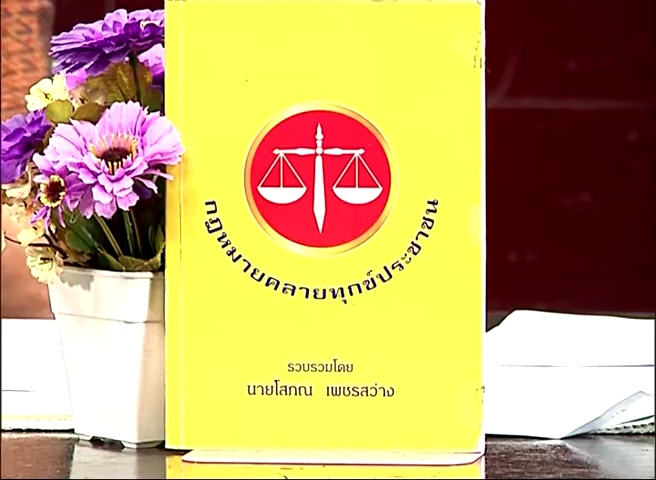 กฎหมายคลายทุกข์ประชาชน
รวบรวมโดย
นายโสภณ เพชรสว่าง